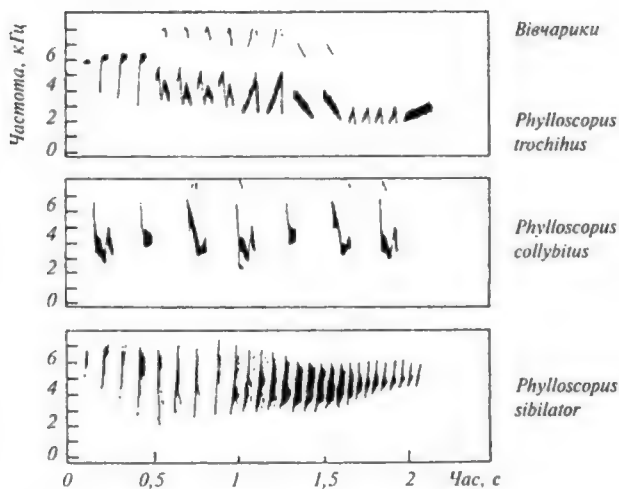 Частота, кГц
6
4
2
0
Вівчарики
Phylloscopus
trochihus
6
4
2
0
Phylloscopus
collybitus
6
4
2
0
Phylloscopus
sibilator
0 0,5 1 1,5 2 Час, с